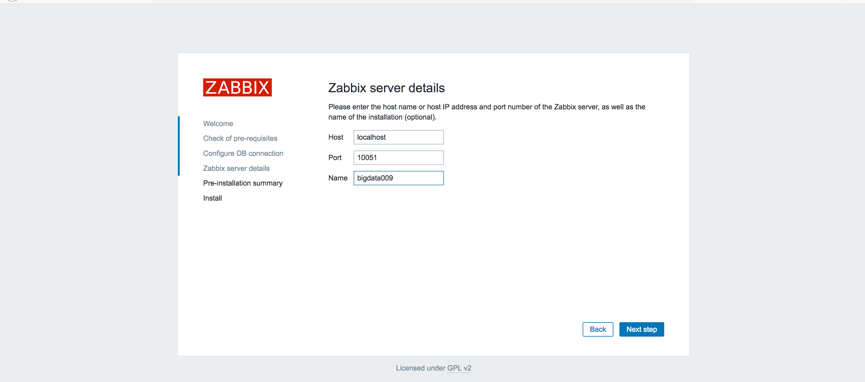 ZABBIX
Welcome
Check of pre-requisites
Configure DB connection
Zabbix server details
Pre-installation summary
Install
Zabbix server details
Please enter the host name or host IP address and port number of the Zabbix server, as well as the
name of the installation (optional).
Host localhost
Port 10051
Name bigdata009
Back Next step
Licensed under GPL v2